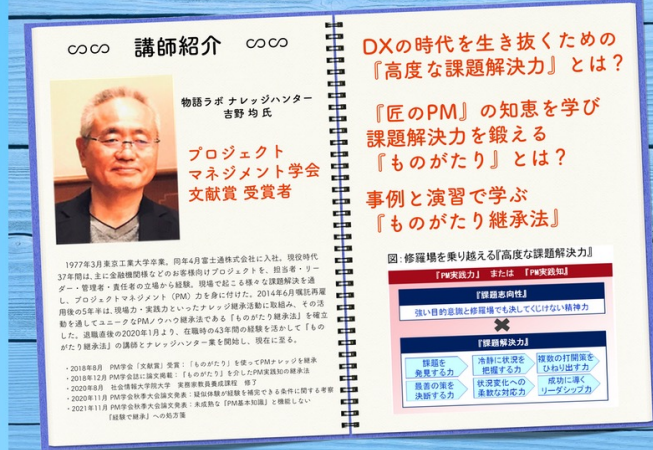 講師紹介
物語ラボ ナレッジハンター
吉野 均 氏
プロジェクト
マネジメント学会
文献賞 受賞者
1977年3月東京工業大学卒業。同年4月富士通株式会社に入社。現役時代
37年間は、主に金融機関様などのお客様向けプロジェクトを、担当者・リー
ダー・管理者・責任者の立場から経験。現場で起こる様々な課題解決を通
し、プロジェクトマネジメント（PM）力を身に付けた。2014年6月嘱託再雇
用後の5年半は、現場力・実践力といったナレッジ継承活動に取組み、その活
動を通してユニークなPMノウハウ継承法である『ものがたり継承法』を確立
した。退職直後の2020年1月より、在職時の43年間の経験を活かして『もの
がたり継承法』の講師とナレッジハンター業を開始し、現在に至る。
・2018年8月 PM学会「文献賞」受賞：「ものがたり」を使ってPMナレッジを継承
・2018年12月 PM学会誌に論文掲載：「ものがたり」を介したPM実践知の継承法
・2020年8月 社会情報大学院大学 実務家教員養成課程 修了
・2020年11月 PM学会秋季大会論文発表：疑似体験が経験を補完できる条件に関する考察
・2021年11月 PM学会秋季大会論文発表：未成熟な『PM基本知識』と機能しない
『経験で継承』への処方箋
DXの時代を生き抜くための
『高度な課題解決力』とは？
『匠のPM』の知恵を学び
課題解決力を鍛える
『ものがたり』とは？
事例と演習で学ぶ
『ものがたり継承法』
図：修羅場を乗り越える『高度な課題解決力』
『PM実践力』 または 『PM実践知』
『課題志向性』
強い目的意識と修羅場でも決してくじけない精神力
『課題解決力』
課題を
発見する力
冷静に状況を
把握する力
複数の打開策を
ひねり出す力
最善の策を
決断する力
状況変化への
柔軟な対応力
成功に導く
リーダシップ力